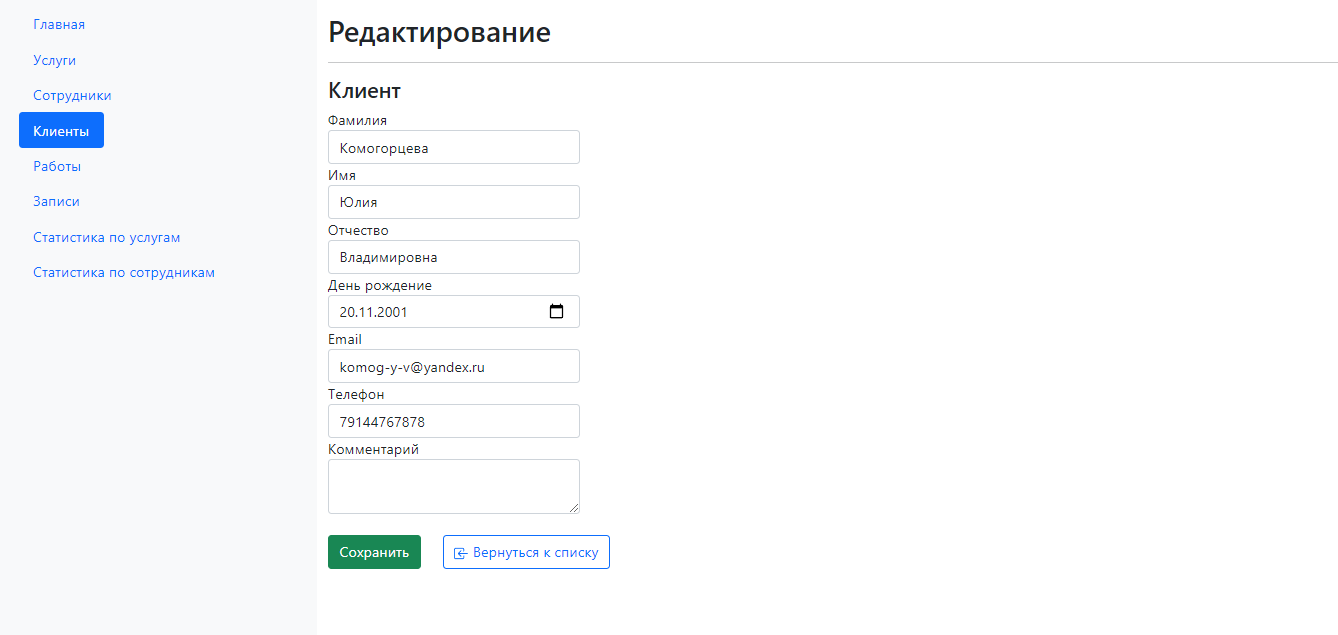 Главная
Услуги
Сотрудники
Клиенты
Работы
Записи
Статистика по услугам
Статистика по сотрудникам
Редактирование
Клиент
Фамилия
Комогорцева
Имя
Юлия
Отчество
Владимировна
День рождение
20.11.2001
Email
komog-y-v@yandex.ru
Телефон
79144767878
Комментарий
Сохранить
Вернуться к списку